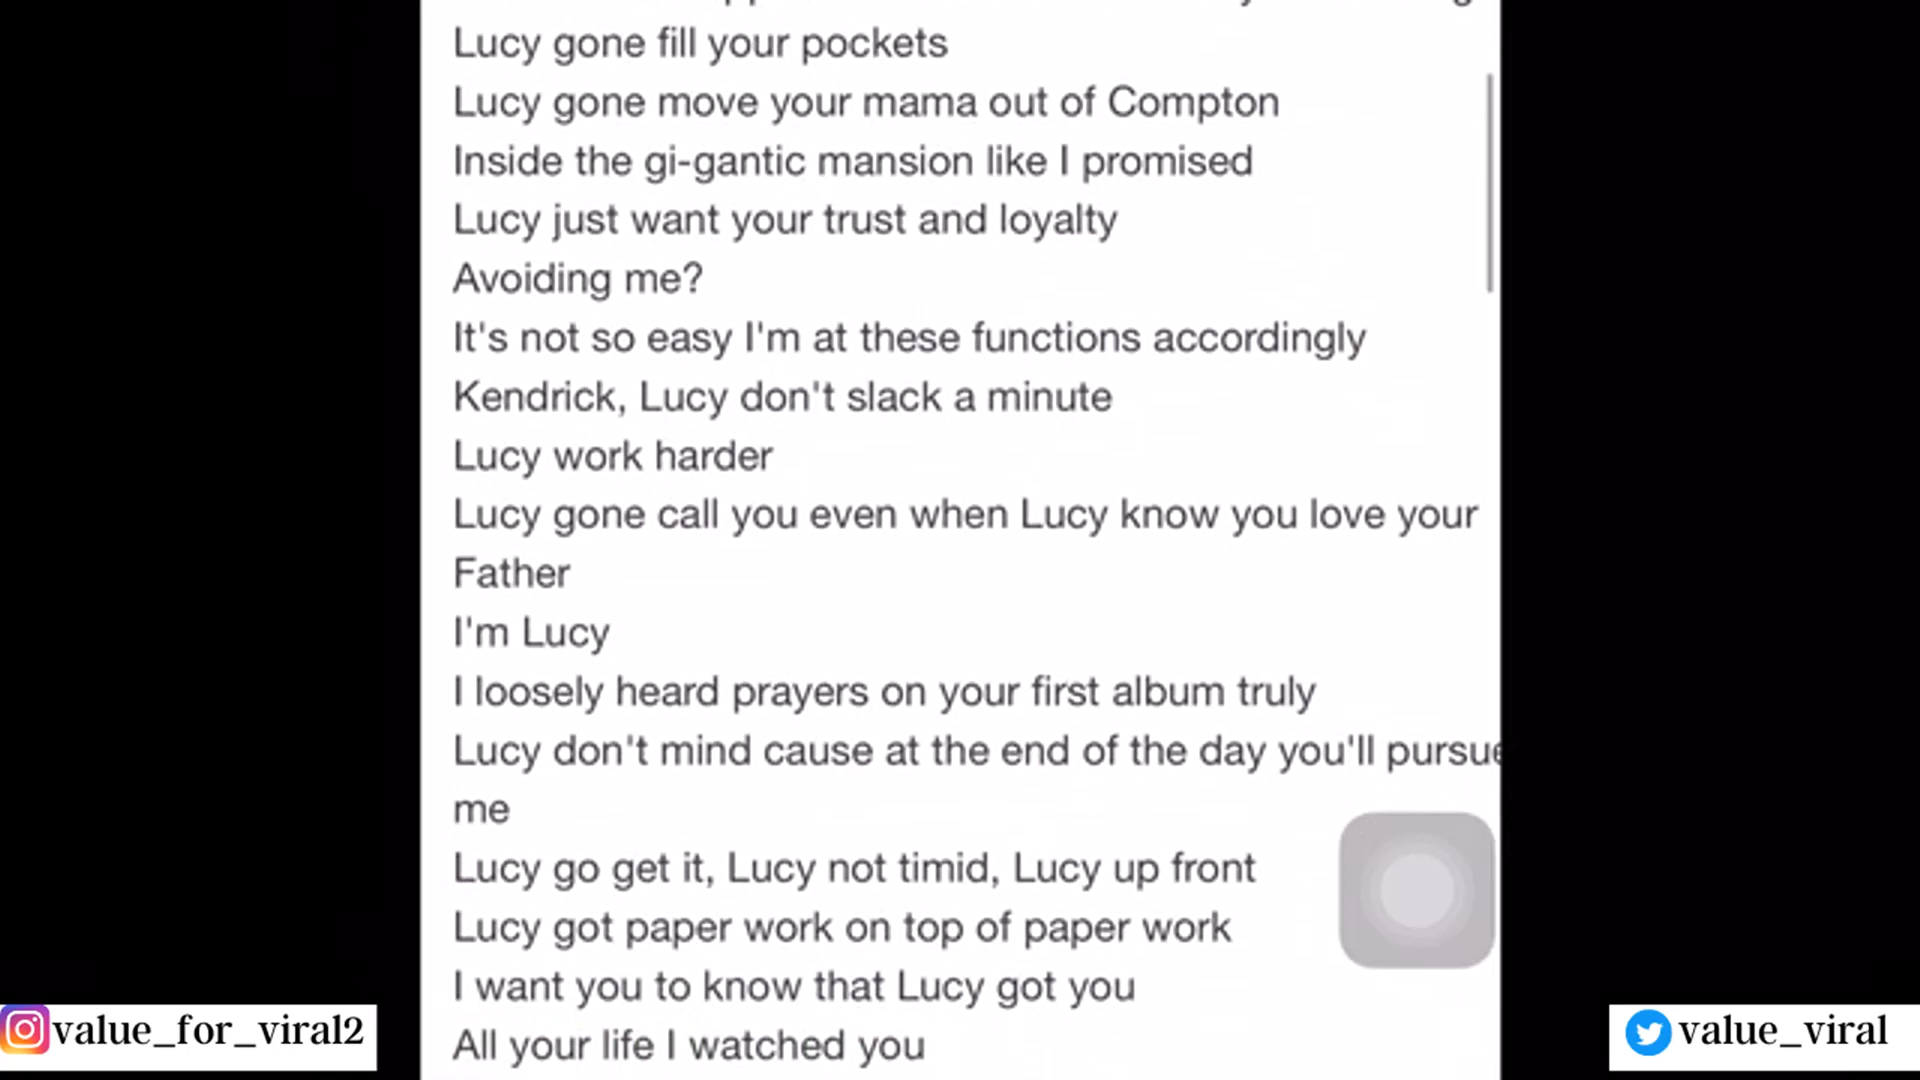 Lucy gone fill your pockets
Lucy gone move your mama out of Compton
Inside the gi-gantic mansion like I promised
Lucy just want your trust and loyalty
Avoiding me?
It's not so easy I'm at these functions accordingly
Kendrick, Lucy don't slack a minute
Lucy work harder
Lucy gone call you even when Lucy know you love your
Father
I'm Lucy
I loosely heard prayers on your first album truly
Lucy don't mind cause at the end of the day you'll pursue
me
Lucy go get it, Lucy not timid, Lucy up front
Lucy got paper work on top of paper work
I want you to know that Lucy got you
All your life I watched you
value_for_viral2
value_viral